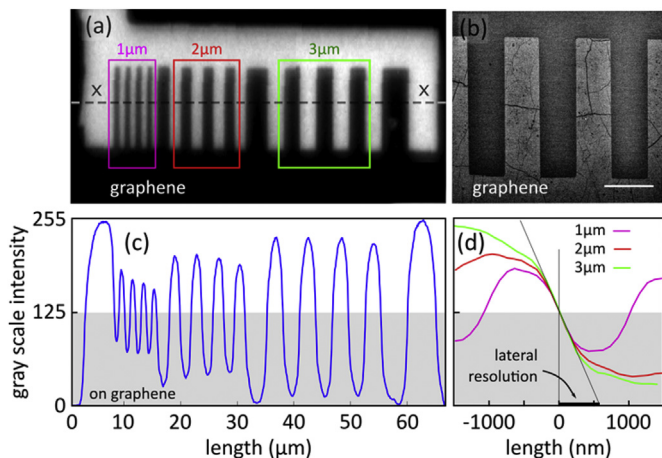 (a)
1μm
2μm
3μm
x
x
graphene
(b)
graphene
255
125
0
gray scale intensity
(c)
on graphene
0
10
20
30
40
50
60
length (μm)
(d)
1μm
2μm
3μm
lateral
resolution
-1000
0
1000
length (nm)